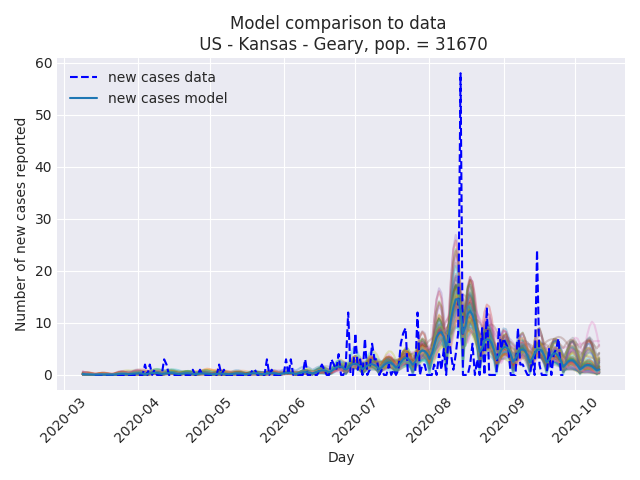 Model comparison to data
US - Kansas - Geary, pop. = 31670
new cases data
new cases model
Number of new cases reported
60
50
40
30
20
10
0
2020-03
2020-04
2020-05
2020-06
2020-07
2020-08
2020-09
2020-10
Day